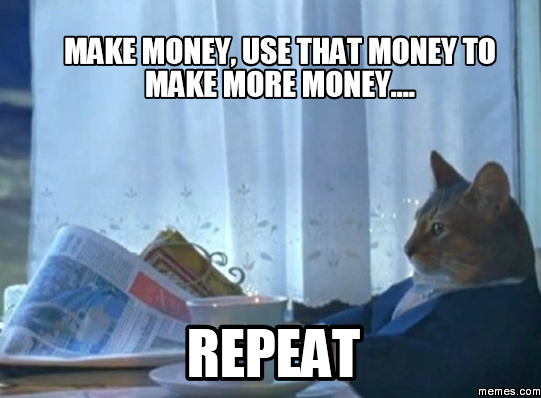 MAKE MONEY, USE THAT MONEY TO
MAKE MORE MONEY....
REPEAT
memes.com